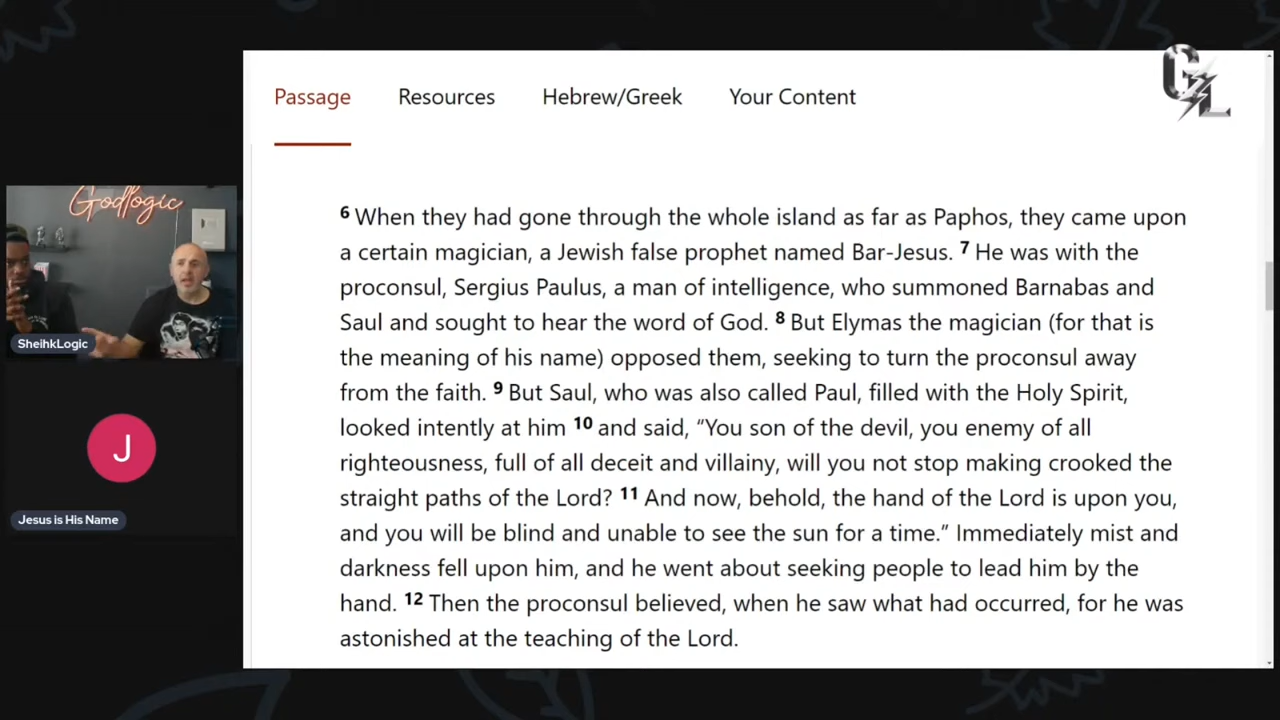 Passage
Resources
Hebrew/Greek
Your Content
GL
Godlogic
SheihkLogic
J
Jesus is His Name
6 When they had gone through the whole island as far as Paphos, they came upon
a certain magician, a Jewish false prophet named Bar-Jesus. 7 He was with the
proconsul, Sergius Paulus, a man of intelligence, who summoned Barnabas and
Saul and sought to hear the word of God. 8 But Elymas the magician (for that is
the meaning of his name) opposed them, seeking to turn the proconsul away
from the faith. 9 But Saul, who was also called Paul, filled with the Holy Spirit,
looked intently at him 10 and said, “You son of the devil, you enemy of all
righteousness, full of all deceit and villainy, will you not stop making crooked the
straight paths of the Lord? 11 And now, behold, the hand of the Lord is upon you,
and you will be blind and unable to see the sun for a time.” Immediately mist and
darkness fell upon him, and he went about seeking people to lead him by the
hand. 12 Then the proconsul believed, when he saw what had occurred, for he was
astonished at the teaching of the Lord.